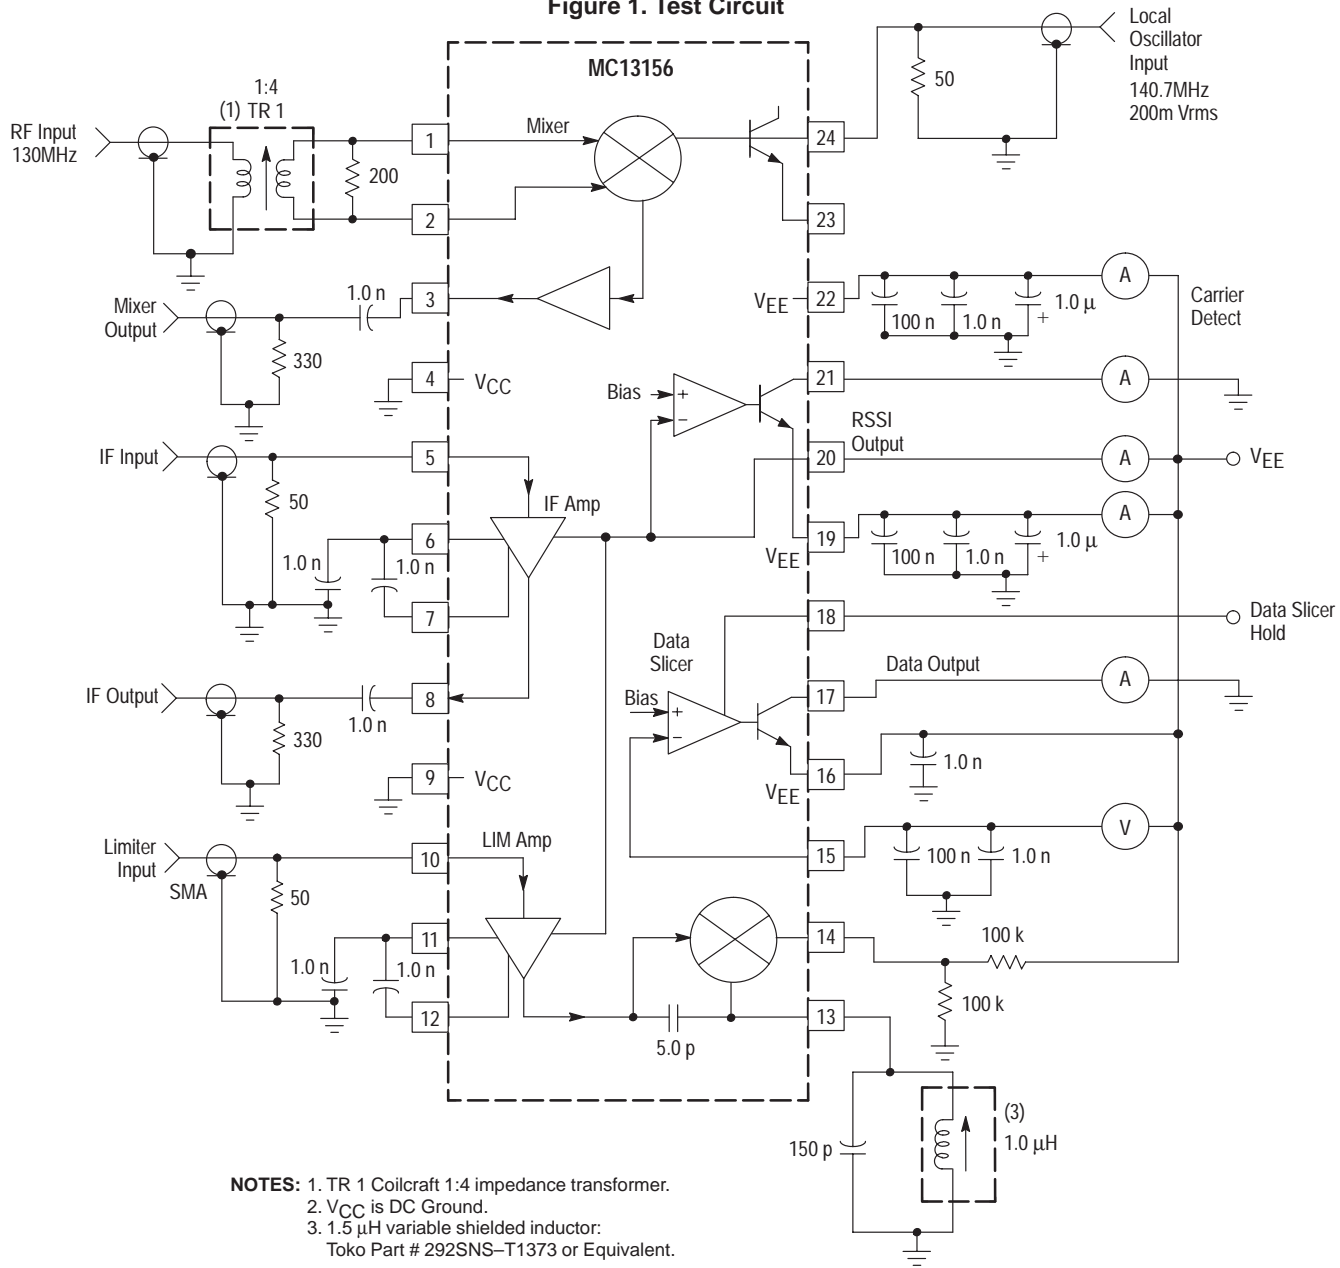 Figure 1. Test Circuit
MC13156
Local
Oscillator
Input
140.7MHz
200m Vrms
50
1:4
(1) TR 1
RF Input
130MHz
200
1
2
Mixer
24
23
Mixer
Output
1.0 n
330
3
4
VCC
VEE
22
100 n
1.0 n
+
1.0 µ
A
Carrier
Detect
Bias
+
–
21
A
RSSI
Output
20
A
VEE
IF Input
50
5
IF Amp
1.0 n
1.0 n
6
7
VEE
19
100 n
1.0 n
+
1.0 µ
A
18
Data Slicer
Hold
Data
Slicer
Bias
+
–
17
Data Output
A
IF Output
1.0 n
330
8
9
VCC
VEE
16
1.0 n
15
100 n
1.0 n
V
Limiter
Input
SMA
50
10
LIM Amp
1.0 n
1.0 n
11
12
14
100 k
100 k
13
5.0 p
150 p
(3)
1.0 µH
NOTES: 1. TR 1 Coilcraft 1:4 impedance transformer.
2. VCC is DC Ground.
3. 1.5 µH variable shielded inductor:
Toko Part # 292SNS–T1373 or Equivalent.